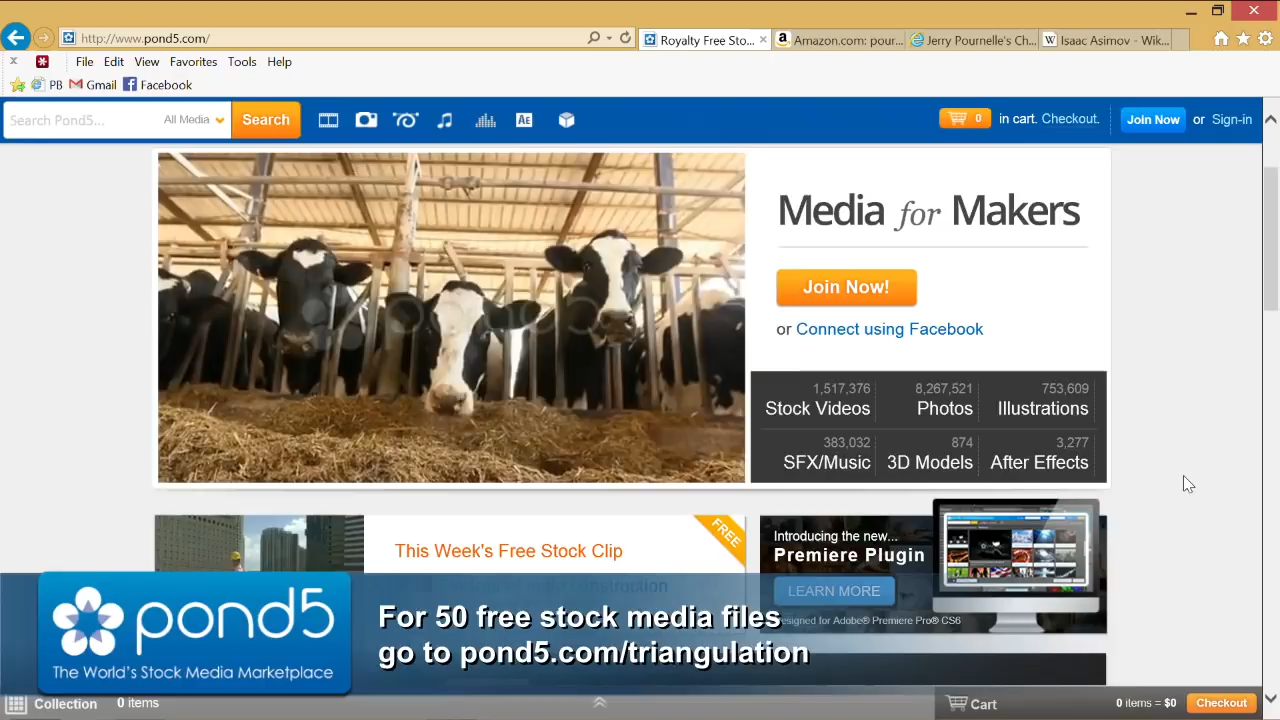 http://www.pond5.com/
Royalty Free Sto...
Amazon.com: pour...
Jerry Pournelle's Ch...
Isaac Asimov - Wik...
File Edit View Favorites Tools Help
PB Gmail Facebook
Search Pond5... All Media Search
AE
0 in cart. Checkout. Join Now or Sign-in
Media for Makers
Join Now!
or Connect using Facebook
1,517,376 8,267,521 753,609
Stock Videos Photos Illustrations
383,032 874 3,277
SFX/Music 3D Models After Effects
pond5
This Week's Free Stock Clip
FREE
Introducing the new...
Premiere Plugin
LEARN MORE
Designed for Adobe® Premiere Pro® CS6
pond5
The World's Stock Media Marketplace
For 50 free stock media files
go to pond5.com/triangulation
Collection 0 items
Cart 0 items = $0 Checkout